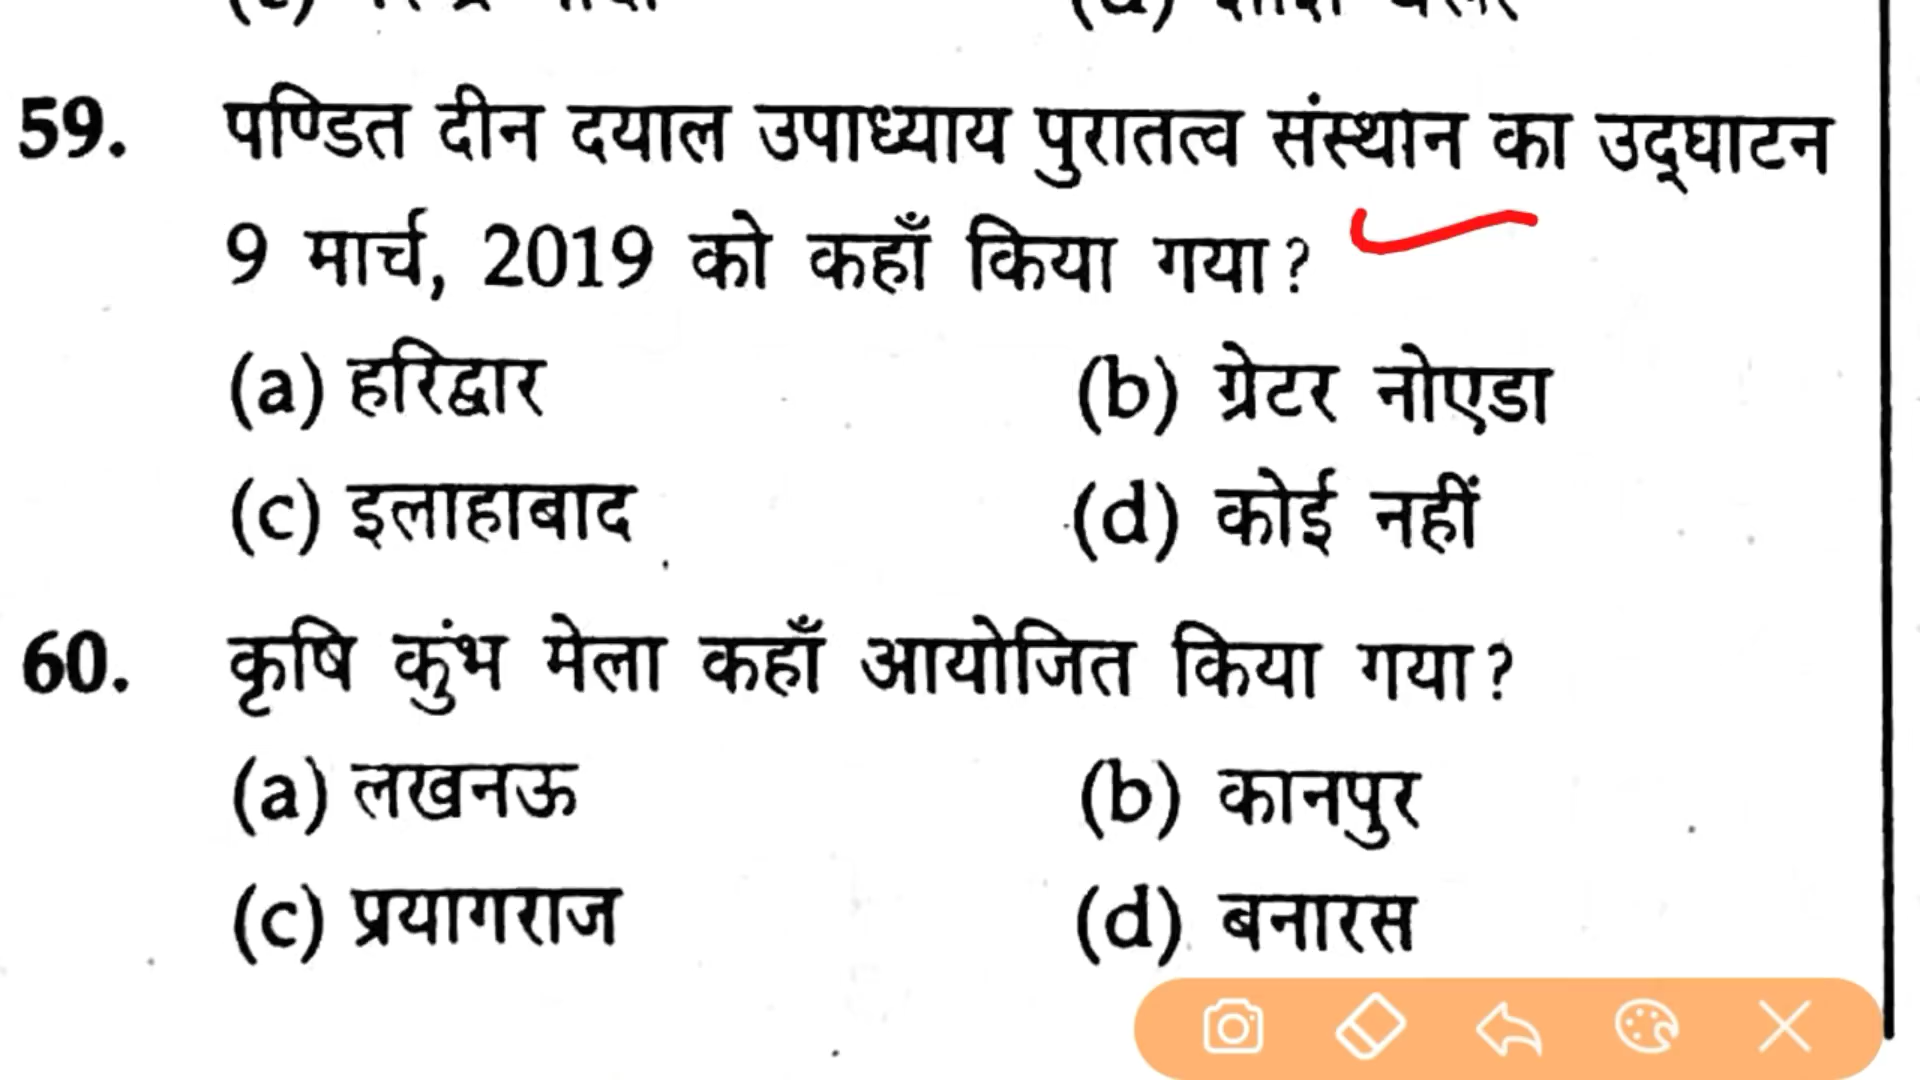 59. पण्डित दीन दयाल उपाध्याय पुरातत्व संस्थान का उद्घाटन
9 मार्च, 2019 को कहाँ किया गया?
(a) हरिद्वार (b) ग्रेटर नोएडा
(c) इलाहाबाद (d) कोई नहीं
60. कृषि कुंभ मेला कहाँ आयोजित किया गया?
(a) लखनऊ (b) कानपुर
(c) प्रयागराज (d) बनारस